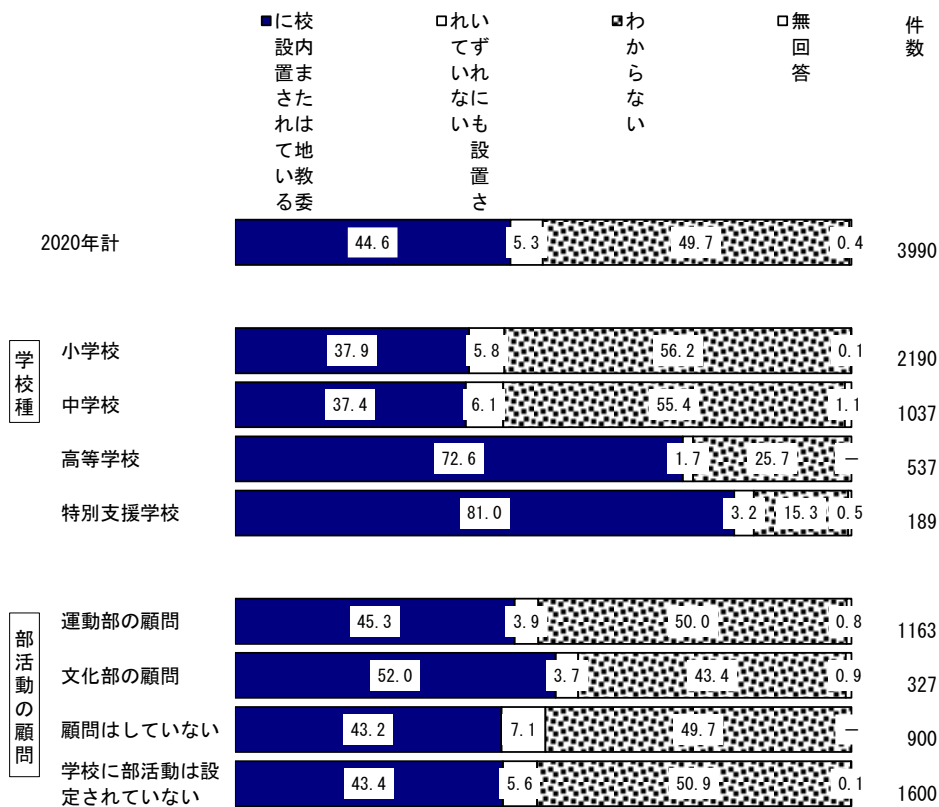 ■校内または地教委
に設置されている
□いずれにも設置さ
れていない
わからない
□無回答
件数
2020年計 44.6 5.3 49.7 0.4 3990
学校種
小学校 37.9 5.8 56.2 0.1 2190
中学校 37.4 6.1 55.4 1.1 1037
高等学校 72.6 1.7 25.7 － 537
特別支援学校 81.0 3.2 15.3 0.5 189
部活動の顧問
運動部の顧問 45.3 3.9 50.0 0.8 1163
文化部の顧問 52.0 3.7 43.4 0.9 327
顧問はしていない 43.2 7.1 49.7 － 900
学校に部活動は設
定されていない 43.4 5.6 50.9 0.1 1600